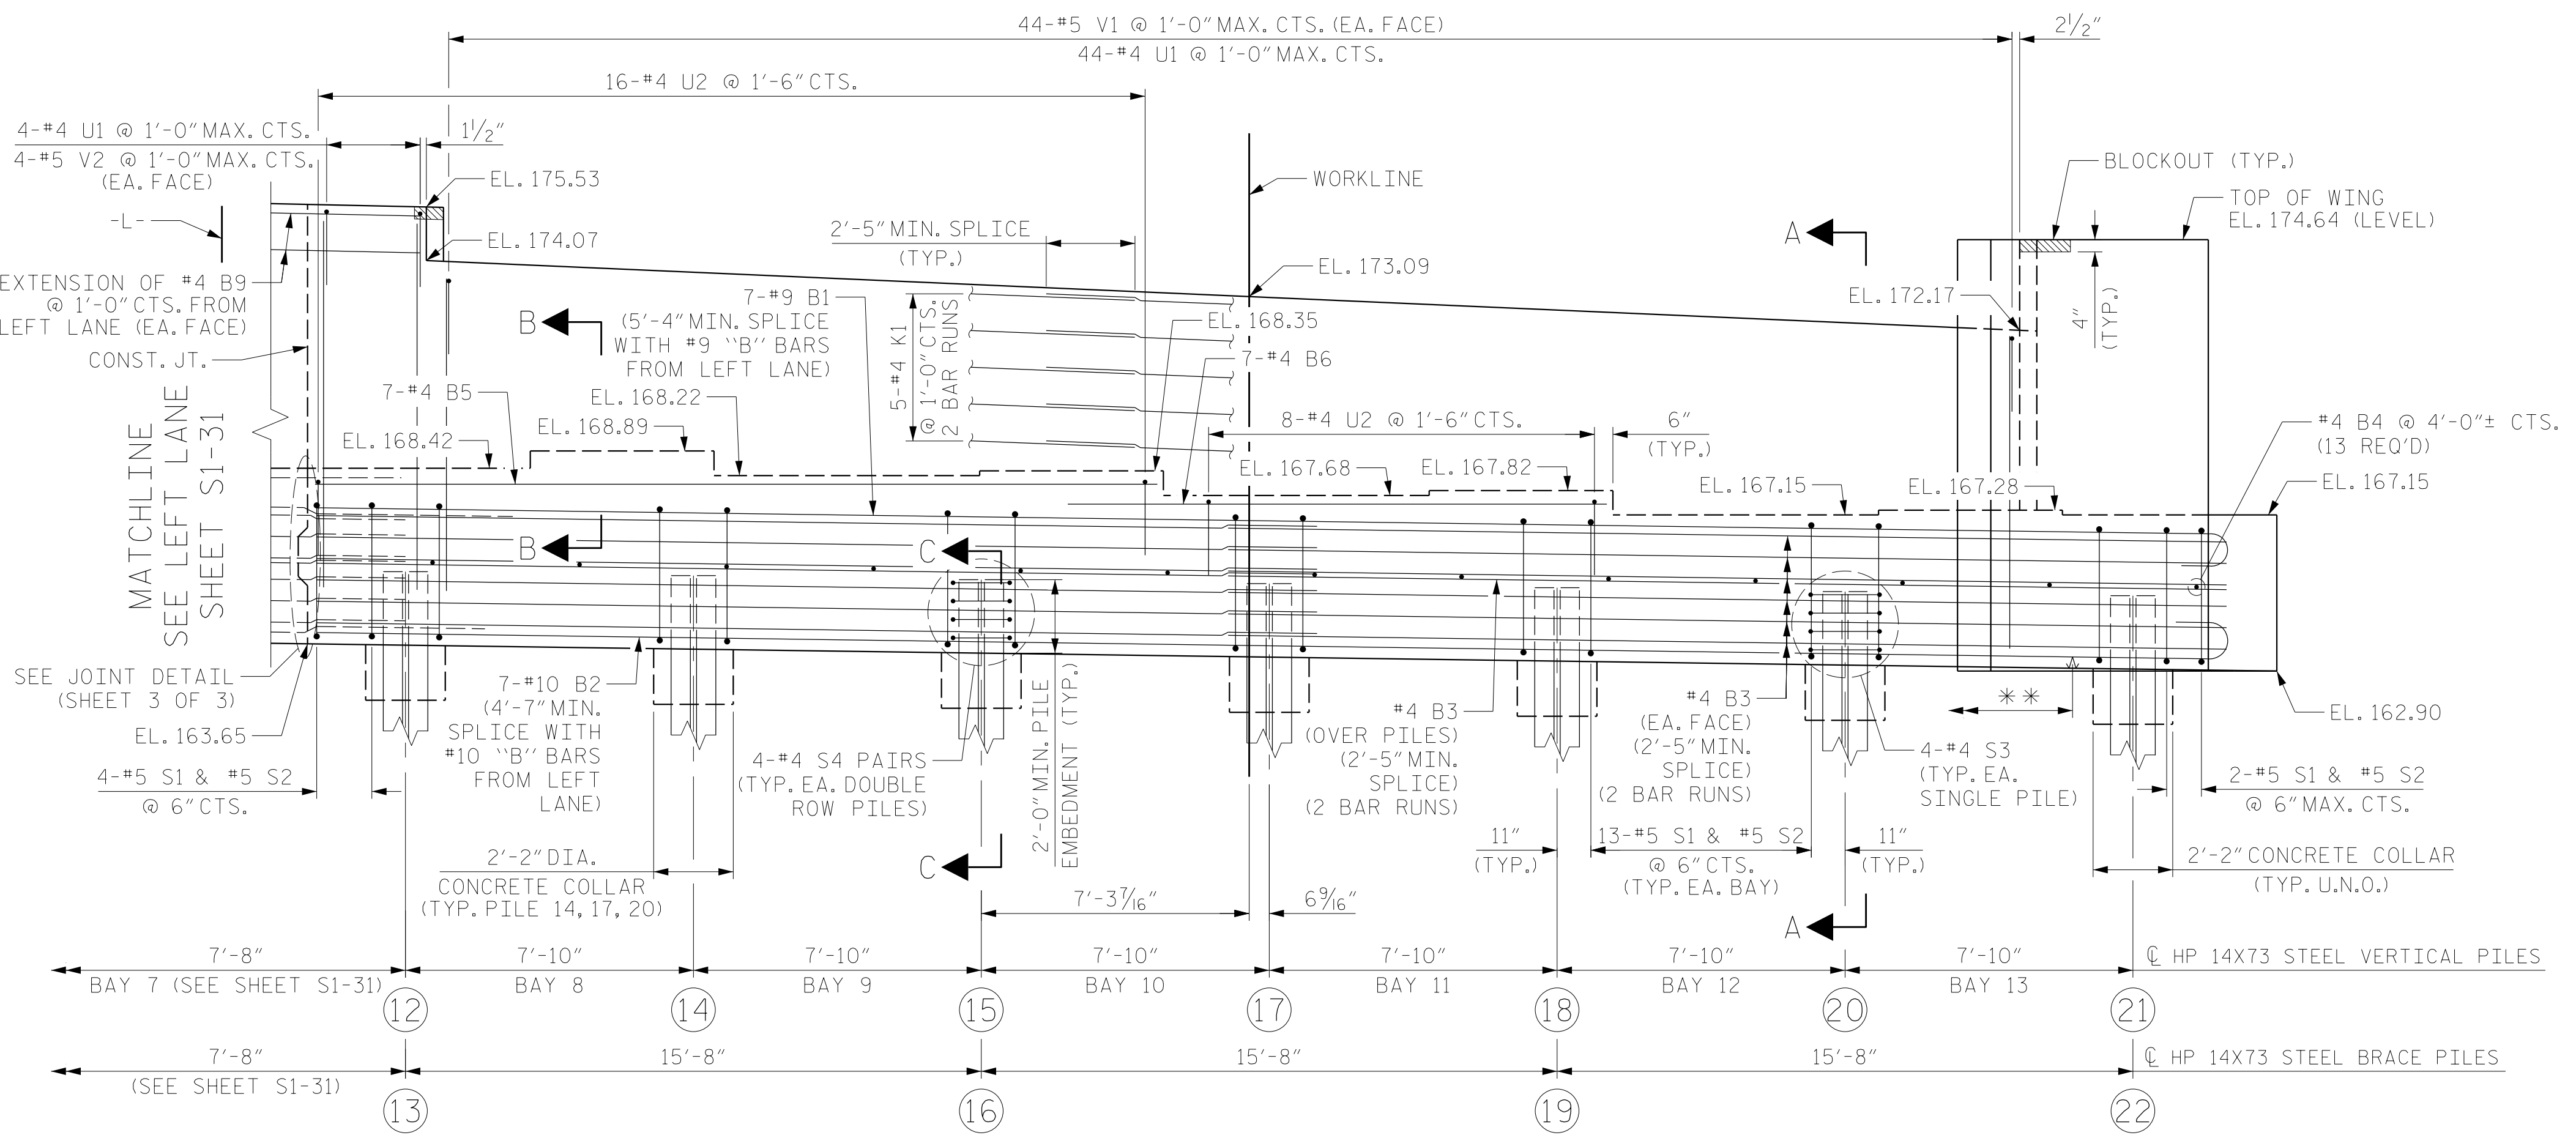 44-#5 V1 @ 1'-0" MAX. CTS. (EA. FACE)
44-#4 U1 @ 1'-0" MAX. CTS.
2½"
16-#4 U2 @ 1'-6" CTS.
4-#4 U1 @ 1'-0" MAX. CTS.
4-#5 V2 @ 1'-0" MAX. CTS.
(EA. FACE)
1½"
EL. 175.53
-L-
EL. 174.07
WORKLINE
BLOCKOUT (TYP.)
TOP OF WING
EL. 174.64 (LEVEL)
2'-5" MIN. SPLICE
(TYP.)
A
EL. 173.09
EXTENSION OF #4 B9
@ 1'-0" CTS. FROM
LEFT LANE (EA. FACE)
CONST. JT.
B
7-#9 B1
(5'-4" MIN. SPLICE
WITH #9 "B" BARS
FROM LEFT LANE)
5-#4 K1
@ 1'-0" CTS.
2 BAR RUNS
EL. 168.35
7-#4 B6
EL. 172.17
4"
(TYP.)
MATCHLINE
SEE LEFT LANE
SHEET S1-31
7-#4 B5
EL. 168.22
EL. 168.89
EL. 168.42
8-#4 U2 @ 1'-6" CTS.
6"
(TYP.)
EL. 167.68
EL. 167.82
EL. 167.15
EL. 167.28
#4 B4 @ 4'-0"± CTS.
(13 REQ'D)
EL. 167.15
B
C
SEE JOINT DETAIL
(SHEET 3 OF 3)
EL. 163.65
4-#5 S1 & #5 S2
@ 6" CTS.
7-#10 B2
(4'-7" MIN.
SPLICE WITH
#10 "B" BARS
FROM LEFT
LANE)
4-#4 S4 PAIRS
(TYP. EA. DOUBLE
ROW PILES)
2'-0" MIN. PILE
EMBEDMENT (TYP.)
#4 B3
(OVER PILES)
(2'-5" MIN.
SPLICE)
(2 BAR RUNS)
#4 B3
(EA. FACE)
(2'-5" MIN.
SPLICE)
(2 BAR RUNS)
4-#4 S3
(TYP. EA.
SINGLE PILE)
**
EL. 162.90
2-#5 S1 & #5 S2
@ 6" MAX. CTS.
2'-2" DIA.
CONCRETE COLLAR
(TYP. PILE 14, 17, 20)
C
11"
(TYP.)
13-#5 S1 & #5 S2
@ 6" CTS.
(TYP. EA. BAY)
11"
(TYP.)
2'-2" CONCRETE COLLAR
(TYP. U.N.O.)
7'-3 7/16"
6 9/16"
A
7'-8"
BAY 7 (SEE SHEET S1-31)
7'-10"
BAY 8
7'-10"
BAY 9
7'-10"
BAY 10
7'-10"
BAY 11
7'-10"
BAY 12
7'-10"
BAY 13
℄ HP 14X73 STEEL VERTICAL PILES
12
14
15
17
18
20
21
7'-8"
(SEE SHEET S1-31)
15'-8"
15'-8"
15'-8"
℄ HP 14X73 STEEL BRACE PILES
13
16
19
22